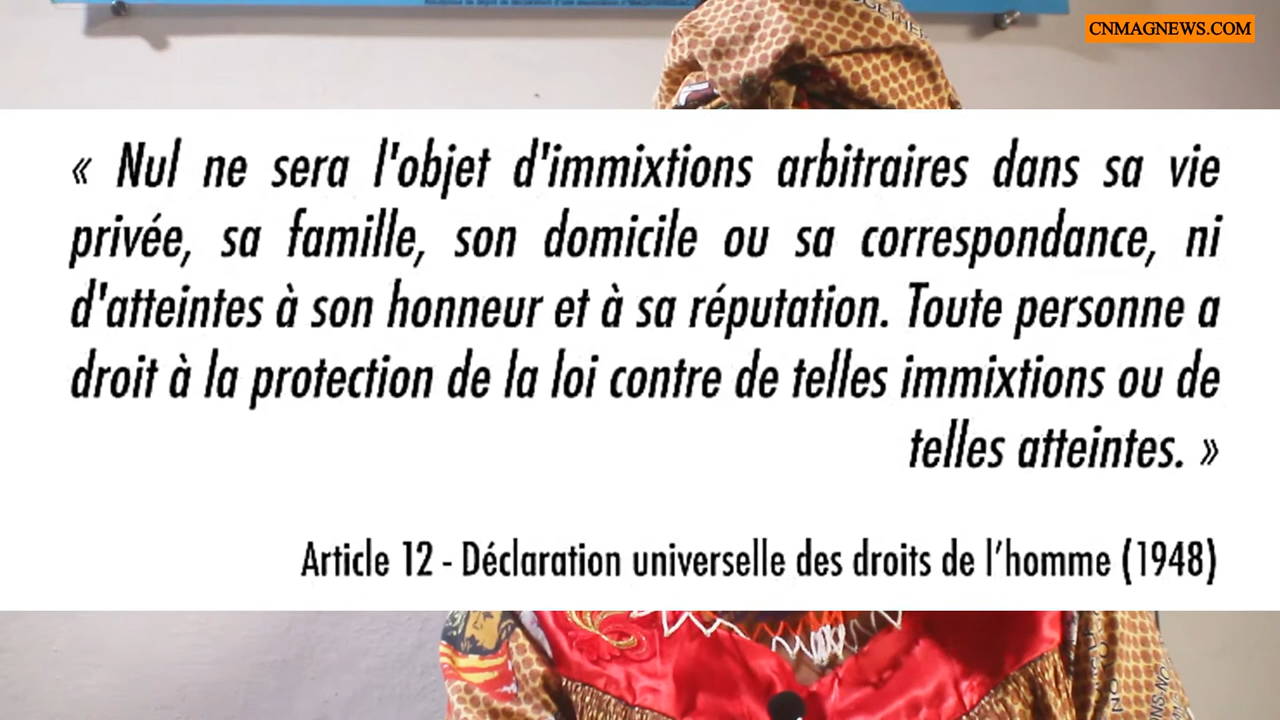 CNMAGNEWS.COM
« Nul ne sera l'objet d'immixtions arbitraires dans sa vie
privée, sa famille, son domicile ou sa correspondance, ni
d'atteintes à son honneur et à sa réputation. Toute personne a
droit à la protection de la loi contre de telles immixtions ou de
telles atteintes. »
Article 12 - Déclaration universelle des droits de l’homme (1948)